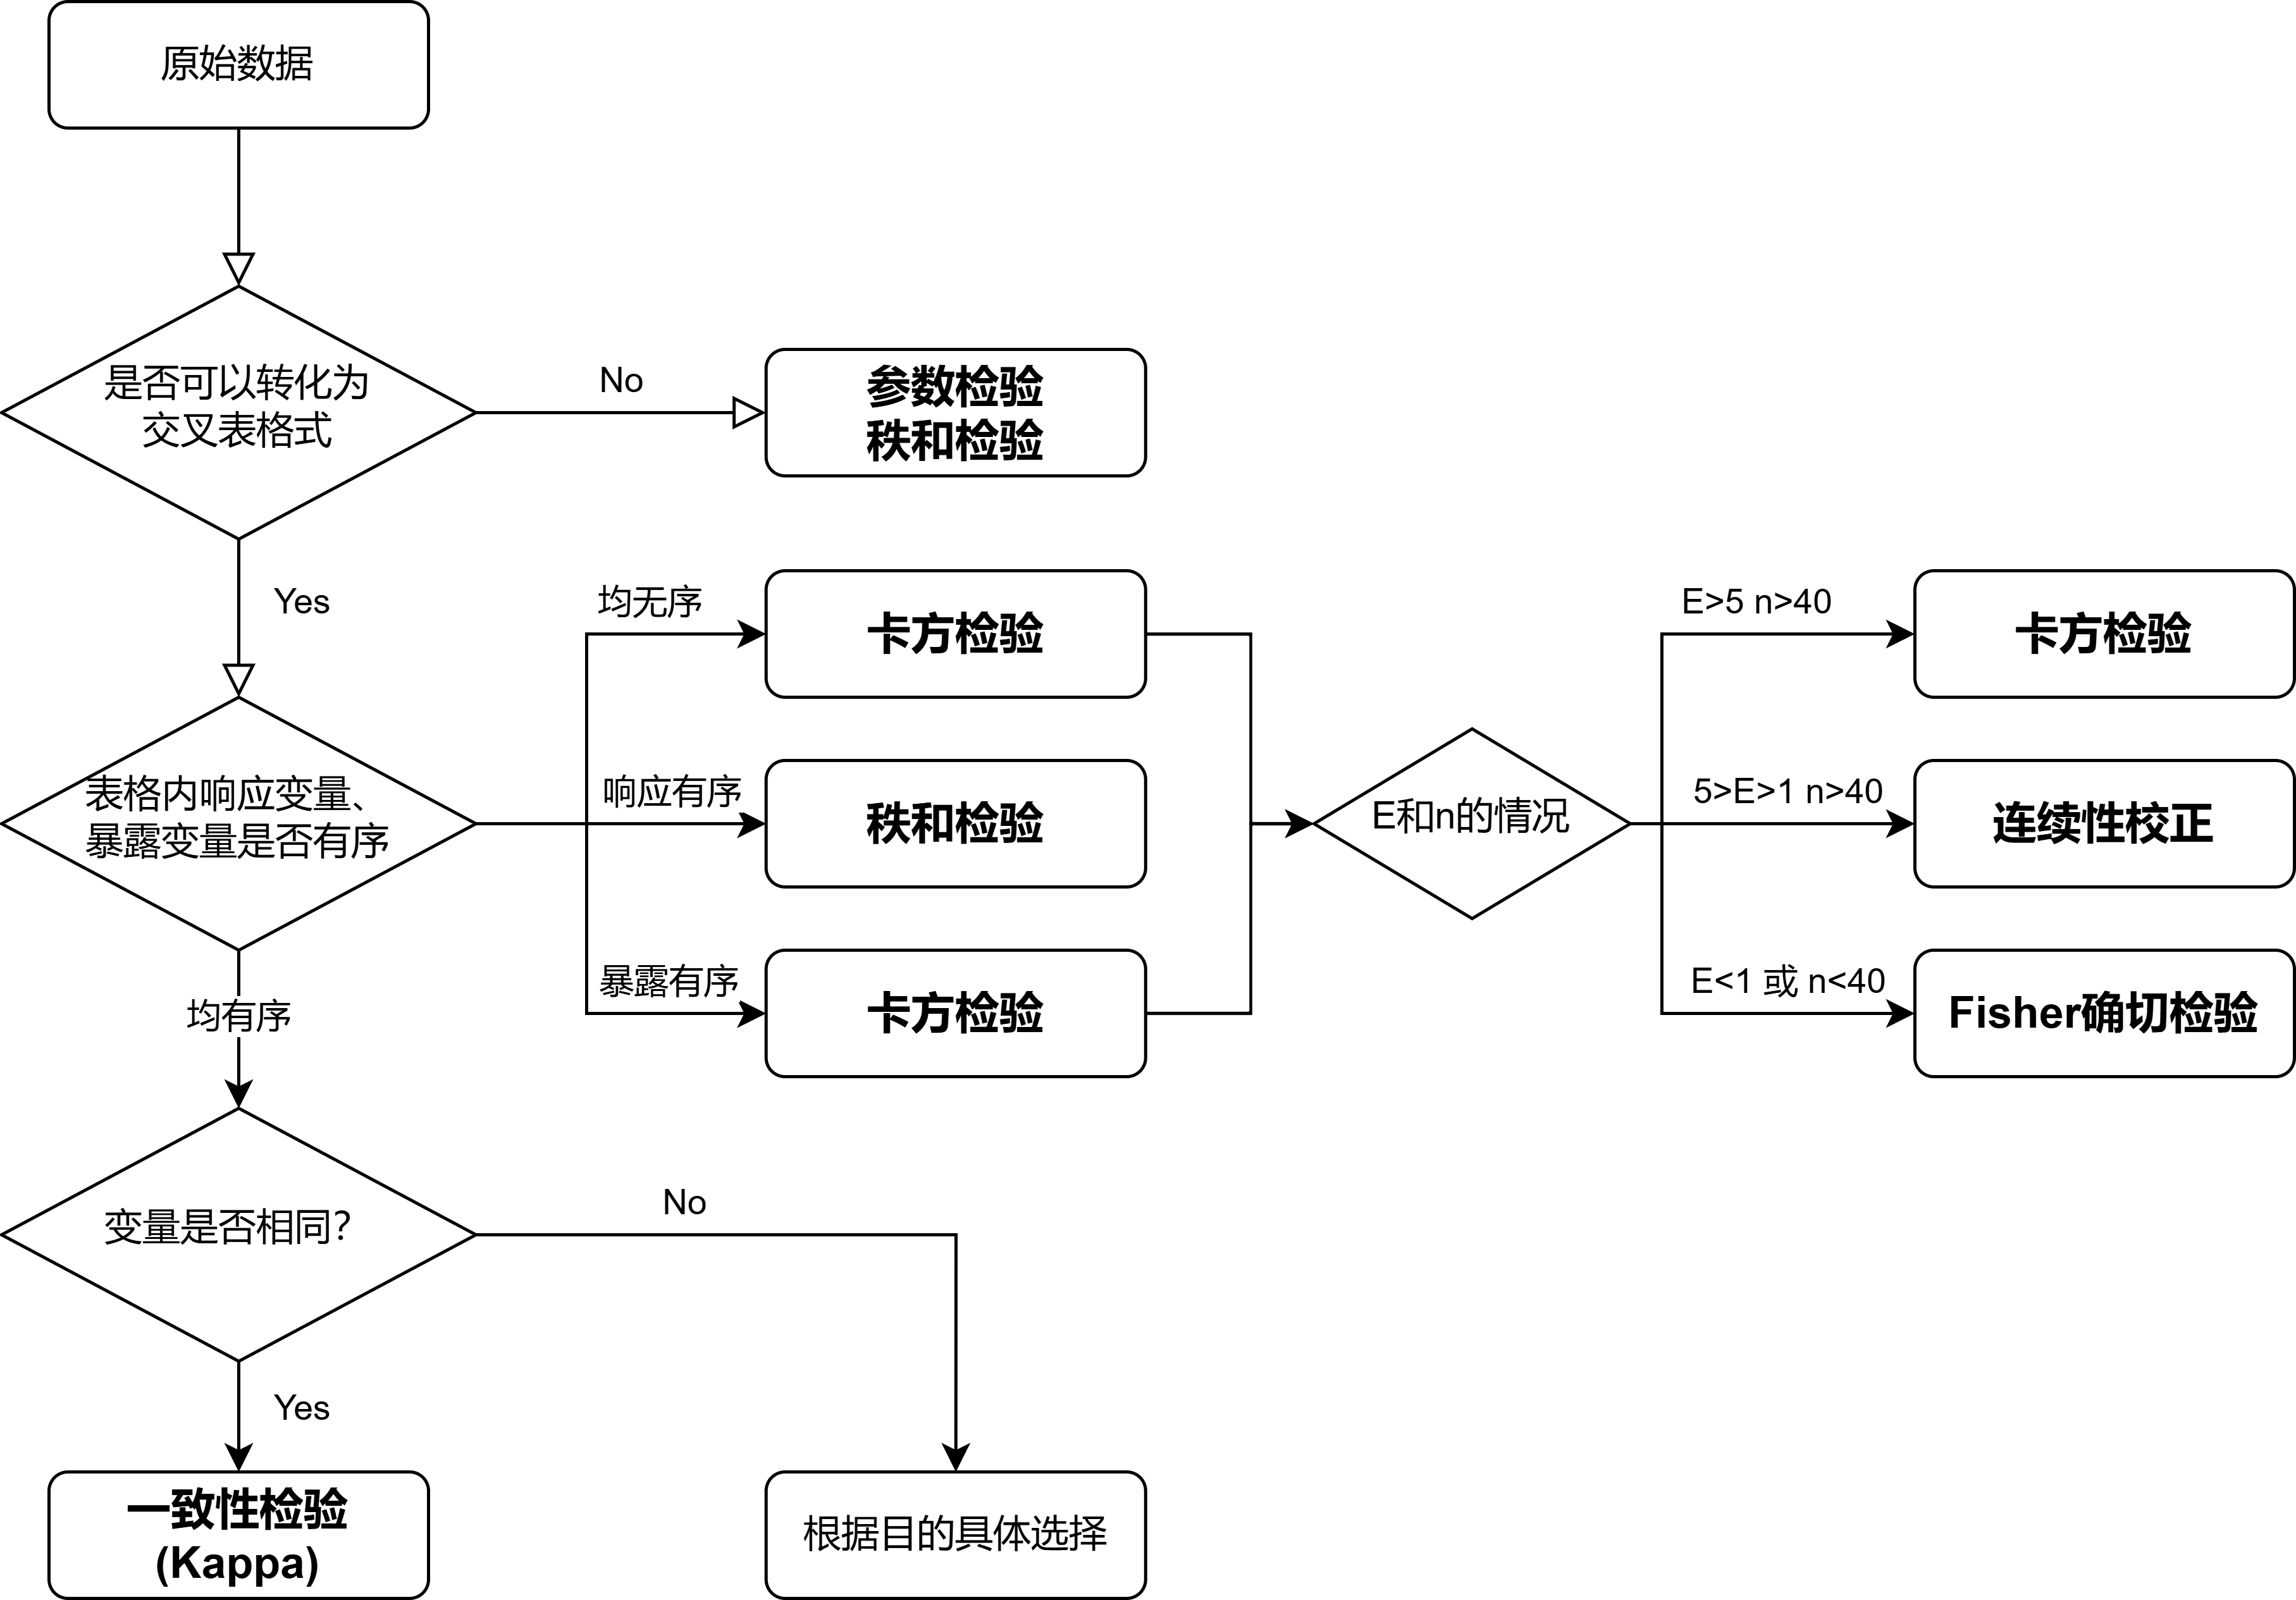 原始数据
是否可以转化为
交叉表格式
No
参数检验
秩和检验
Yes
表格内响应变量、
暴露变量是否有序
均无序
卡方检验
响应有序
秩和检验
暴露有序
卡方检验
E和n的情况
E>5 n>40
卡方检验
5>E>1 n>40
连续性校正
E<1 或 n<40
Fisher确切检验
均有序
变量是否相同？
No
根据目的具体选择
Yes
一致性检验
(Kappa)